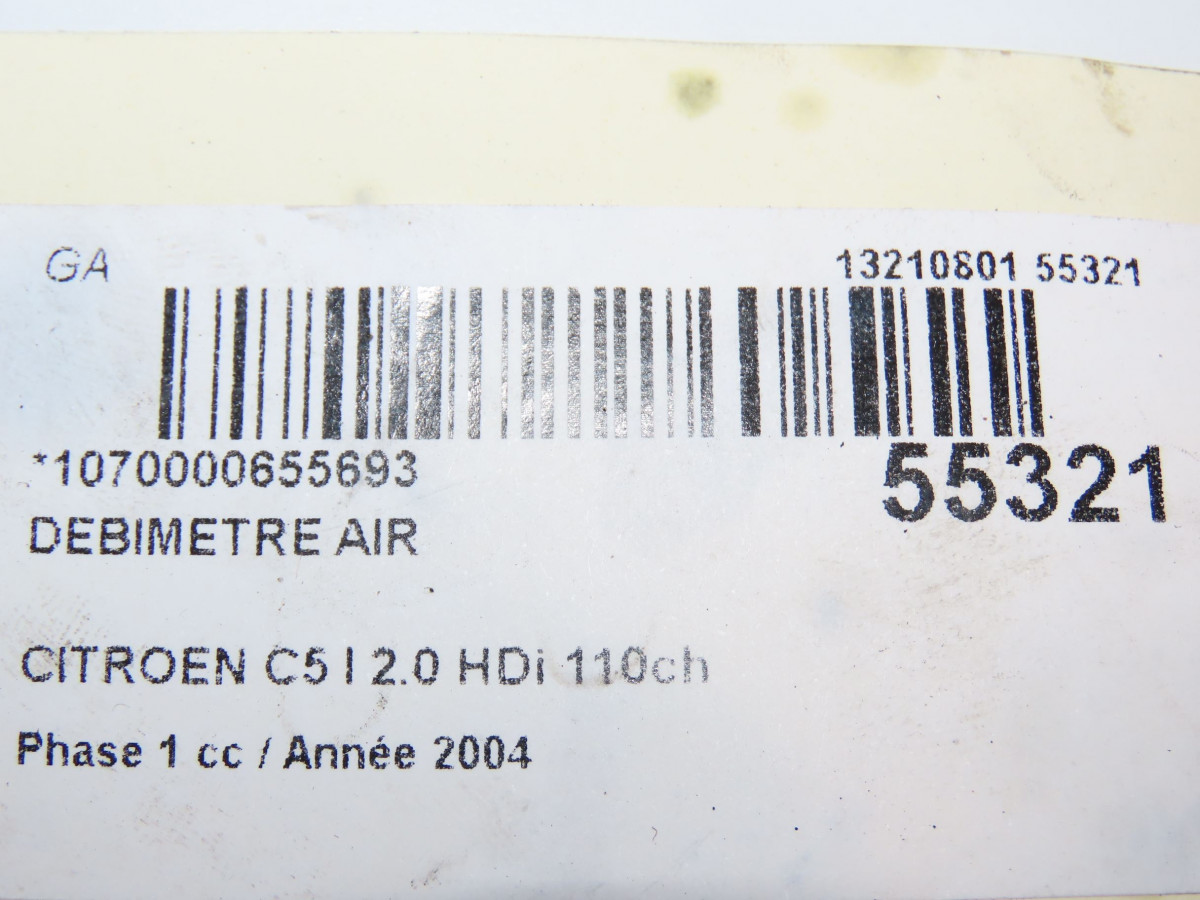 GA
13210801 55321
*1070000655693
55321
DEBIMETRE AIR
CITROEN C5 I 2.0 HDi 110ch
Phase 1 cc / Année 2004